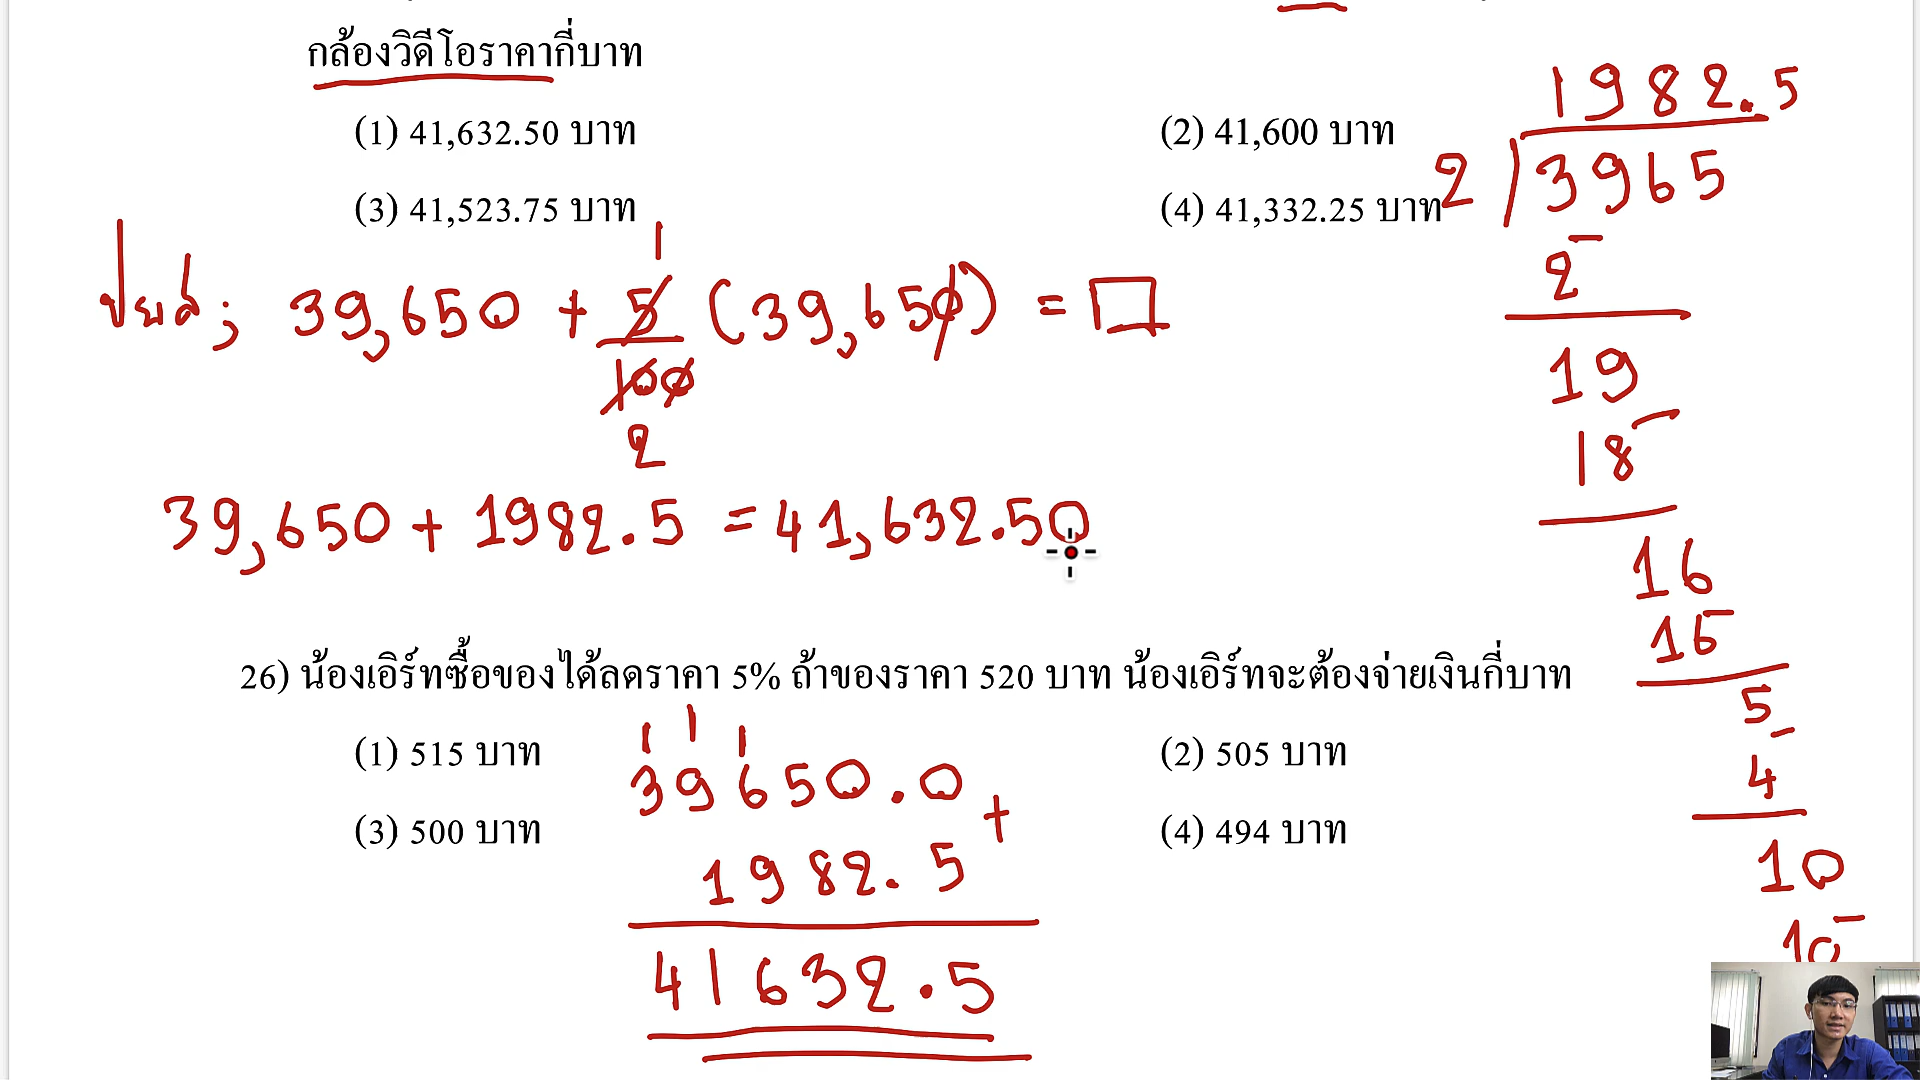 กล้องวิดีโอราคากี่บาท
(1) 41,632.50 บาท
(2) 41,600 บาท
(3) 41,523.75 บาท
(4) 41,332.25 บาท
ปยส; 39,650 + 5/100 (39,650) = □
1
2
39,650 + 1982.5 = 41,632.50
1982.5
2 ) 3965
2
19
18
16
16
5
4
10
10
26) น้องเอิร์ทซื้อของได้ลดราคา 5% ถ้าของราคา 520 บาท น้องเอิร์ทจะต้องจ่ายเงินกี่บาท
(1) 515 บาท
(2) 505 บาท
(3) 500 บาท
(4) 494 บาท
1 1 1
39650.0 +
1982.5
41632.5